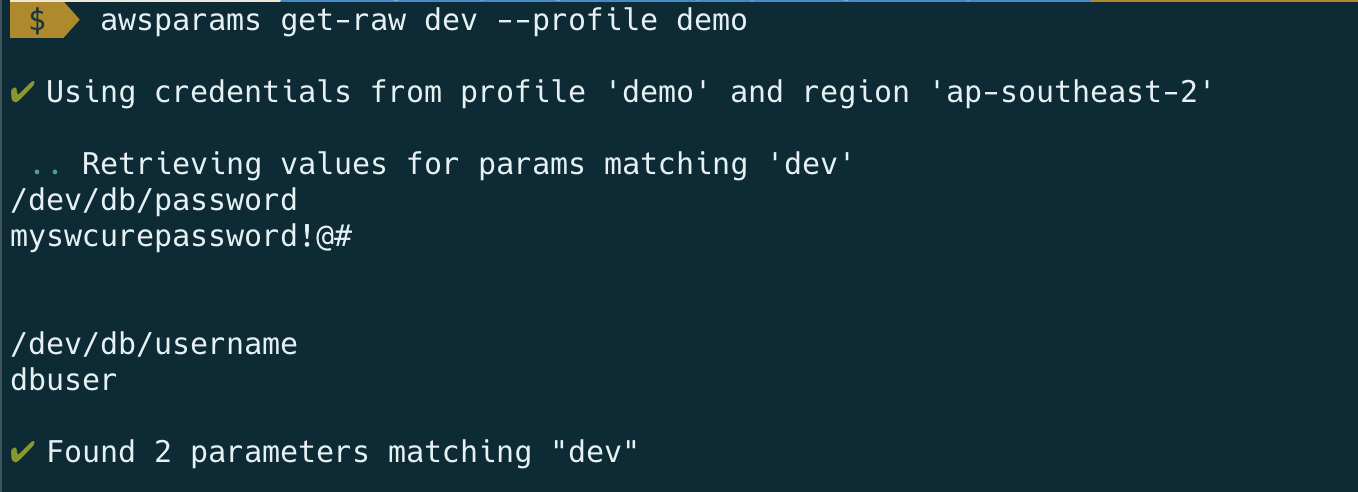 $ awsparams get-raw dev --profile demo
✔ Using credentials from profile 'demo' and region 'ap-southeast-2'
.. Retrieving values for params matching 'dev'
/dev/db/password
myswcurepassword!@#
/dev/db/username
dbuser
✔ Found 2 parameters matching "dev"